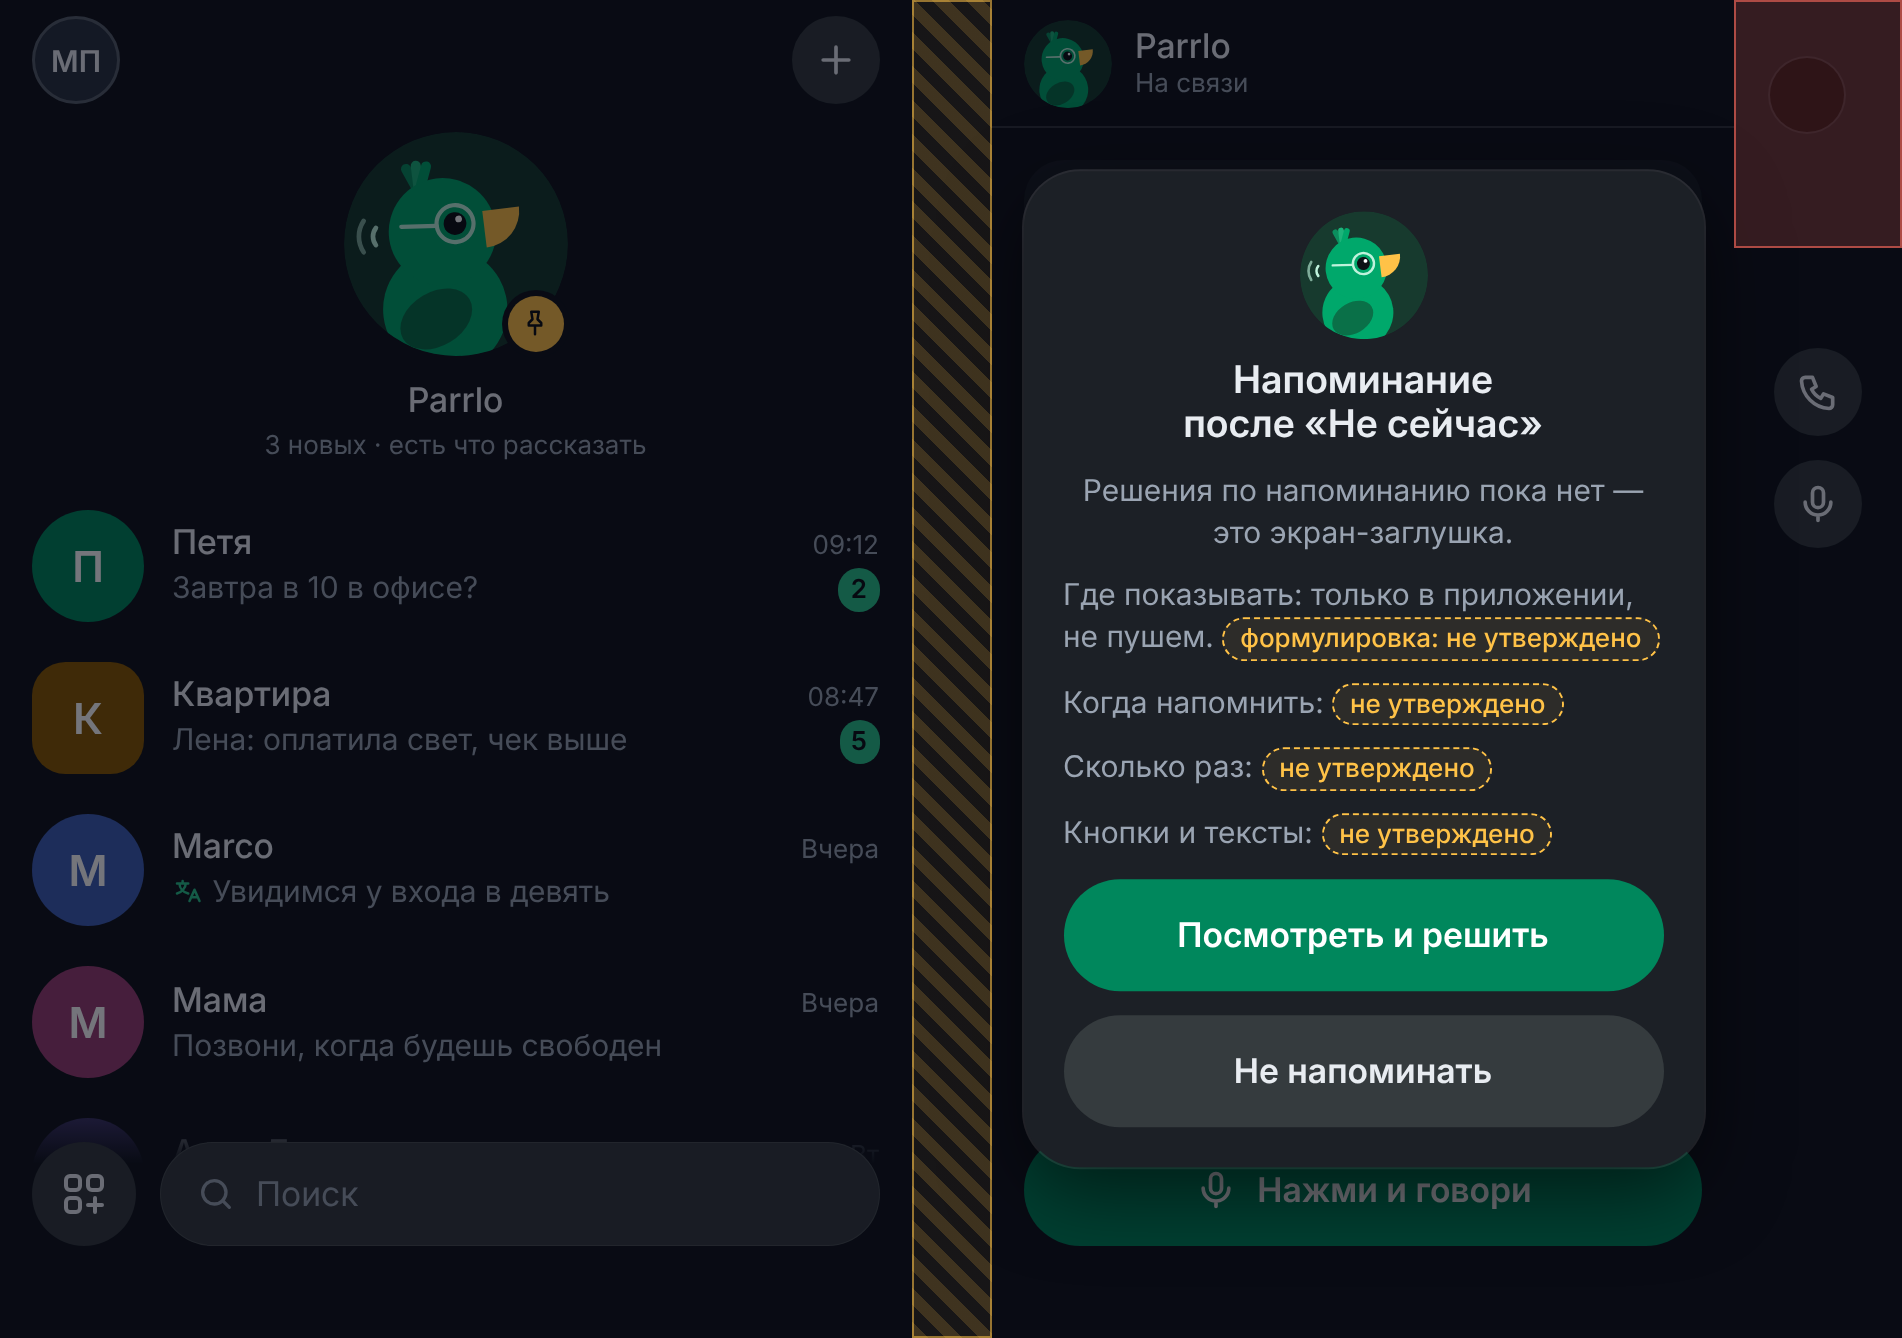 МП
Parrlo
3 новых · есть что рассказать
П
Петя
09:12
Завтра в 10 в офисе?
2
К
Квартира
08:47
Лена: оплатила свет, чек выше
5
M
Marco
Вчера
Увидимся у входа в девять
М
Мама
Вчера
Позвони, когда будешь свободен
Поиск
Parrlo
На связи
Напоминание
после «Не сейчас»
Решения по напоминанию пока нет —
это экран-заглушка.
Где показывать: только в приложении,
не пушем. формулировка: не утверждено
Когда напомнить: не утверждено
Сколько раз: не утверждено
Кнопки и тексты: не утверждено
Посмотреть и решить
Не напоминать
Нажми и говори